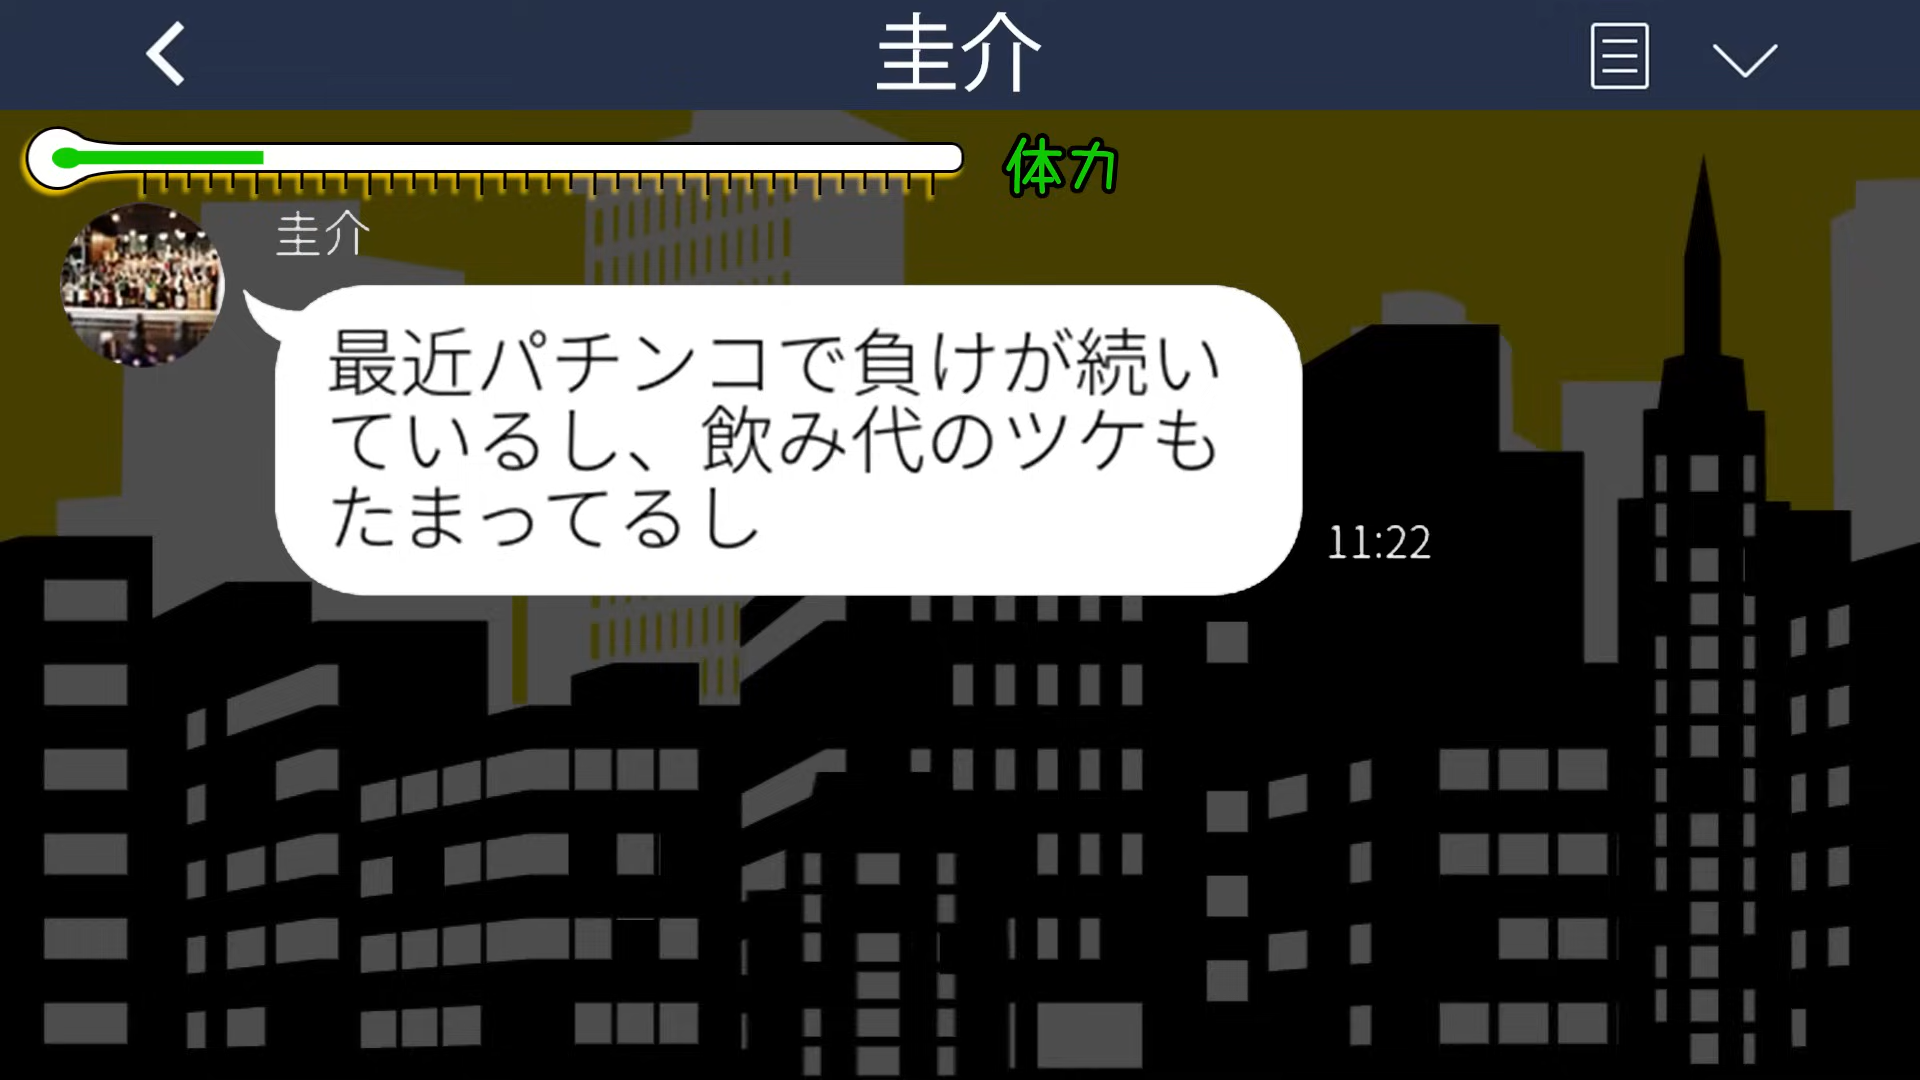 圭介
体力
圭介
最近パチンコで負けが続い
ているし、飲み代のツケも
たまってるし
11:22